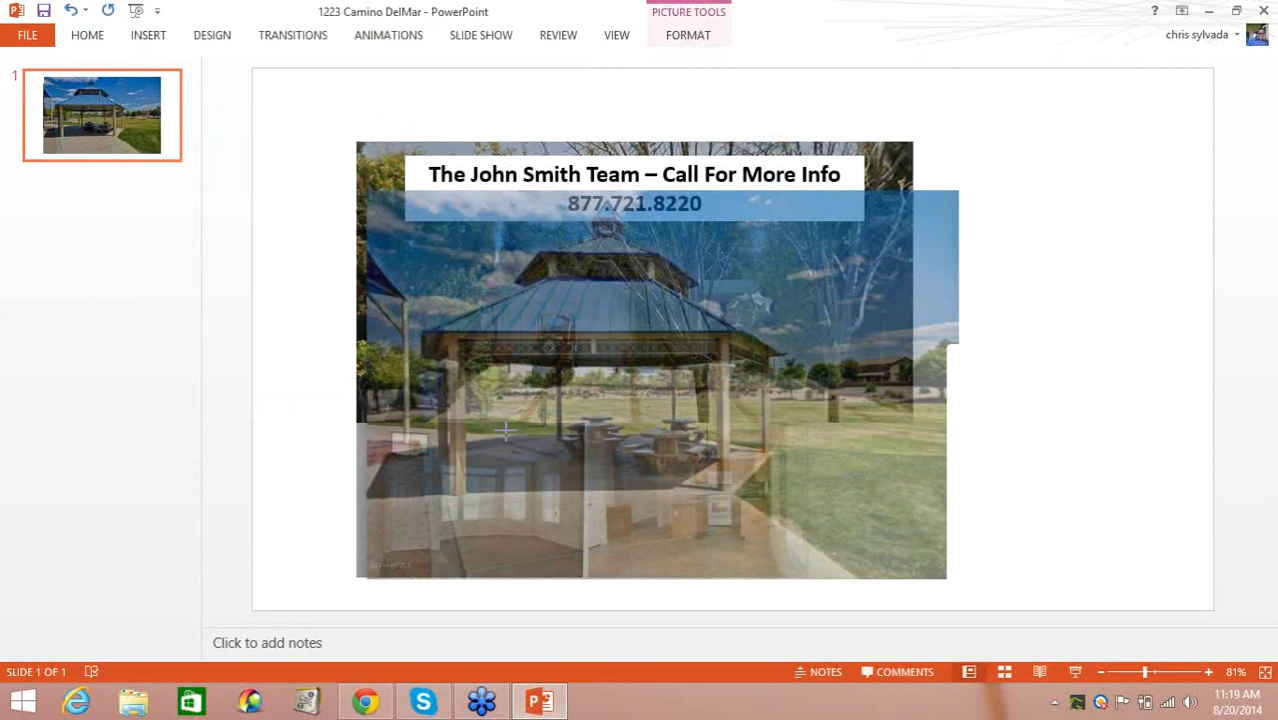 1223 Camino DelMar - PowerPoint
PICTURE TOOLS
?
FILE HOME INSERT DESIGN TRANSITIONS ANIMATIONS SLIDE SHOW REVIEW VIEW FORMAT
chris sylvada
1
The John Smith Team – Call For More Info
877.721.8220
Click to add notes
SLIDE 1 OF 1
NOTES COMMENTS
81%
11:19 AM
8/20/2014